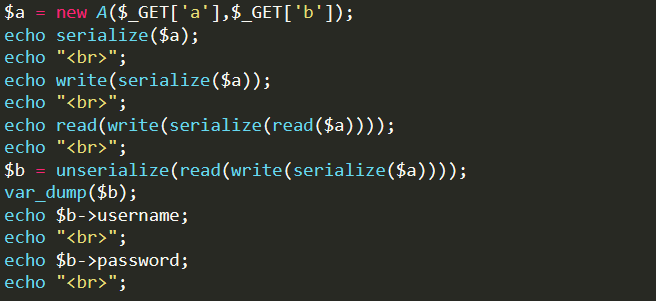 $a = new A($_GET['a'],$_GET['b']);
echo serialize($a);
echo "<br>";
echo write(serialize($a));
echo "<br>";
echo read(write(serialize(read($a))));
echo "<br>";
$b = unserialize(read(write(serialize($a))));
var_dump($b);
echo $b->username;
echo "<br>";
echo $b->password;
echo "<br>";